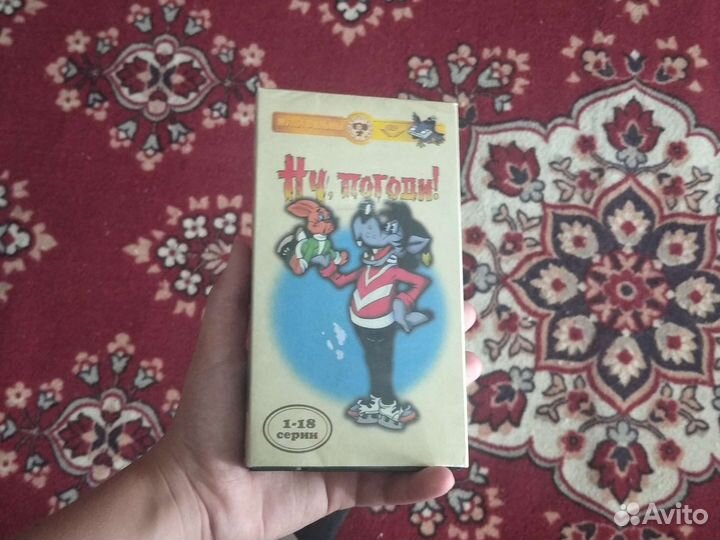 Ну, погоди!
1-18
серии
Avito